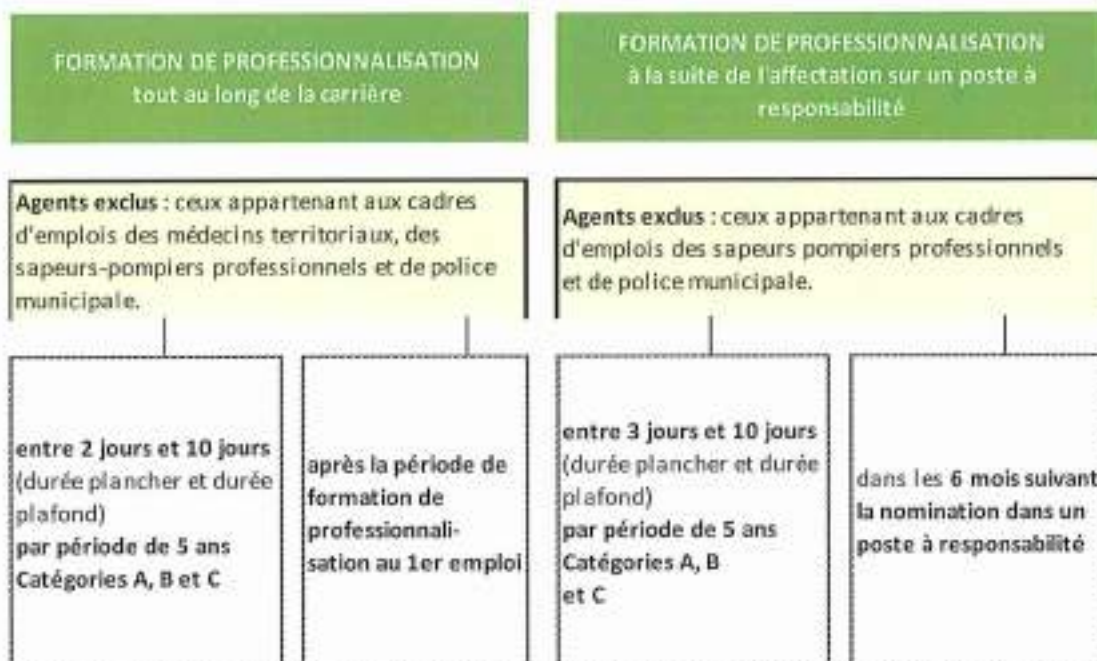 FORMATION DE PROFESSIONNALISATION
tout au long de la carrière
FORMATION DE PROFESSIONNALISATION
à la suite de l'affectation sur un poste à
responsabilité
Agents exclus : ceux appartenant aux cadres
d'emplois des médecins territoriaux, des
sapeurs-pompiers professionnels et de police
municipale.
Agents exclus : ceux appartenant aux cadres
d'emplois des sapeurs pompiers professionnels
et de police municipale.
entre 2 jours et 10 jours
(durée plancher et durée
plafond)
par période de 5 ans
Catégories A, B et C
après la période de
formation de
professionnali-
sation au 1er emploi
entre 3 jours et 10 jours
(durée plancher et durée
plafond)
par période de 5 ans
Catégories A, B
et C
dans les 6 mois suivant
la nomination dans un
poste à responsabilité